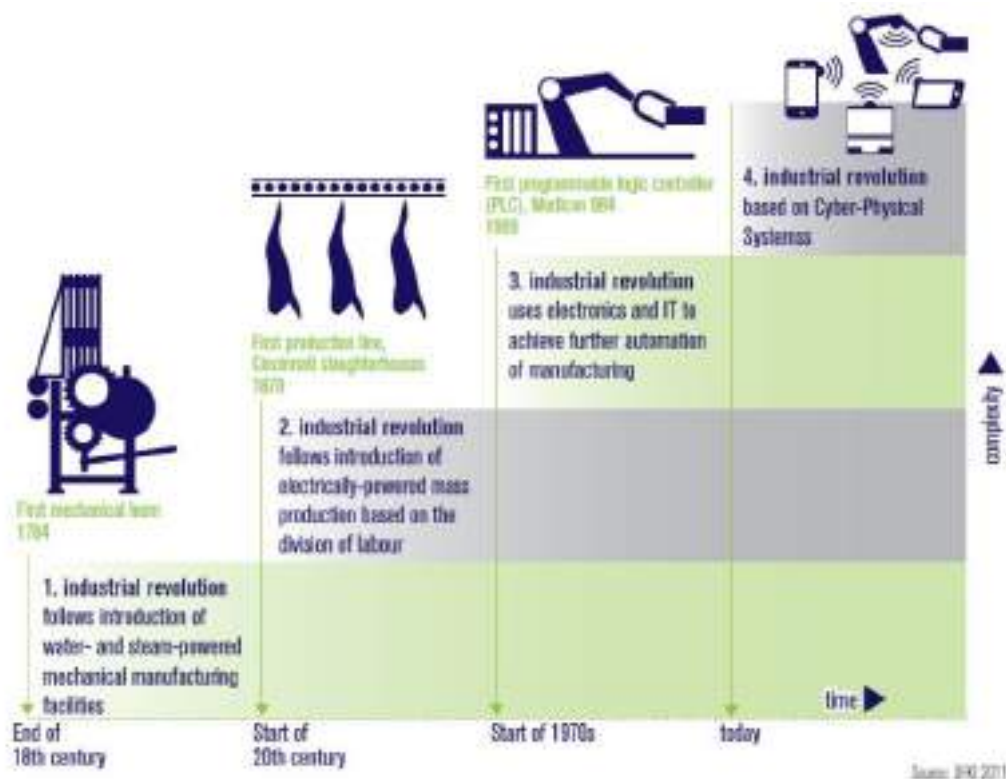 First programmable logic controller
(PLC), Modicon 084
1969
4. industrial revolution
based on Cyber-Physical
Systemss
3. industrial revolution
uses electronics and IT to
achieve further automation
of manufacturing
First production line,
Cincinnati slaughterhouses
1870
2. industrial revolution
follows introduction of
electrically-powered mass
production based on the
division of labour
First mechanical loom
1784
1. industrial revolution
follows introduction of
water- and steam-powered
mechanical manufacturing
facilities
complexity
time
End of
18th century
Start of
20th century
Start of 1970s
today
Source: DFKI 2011